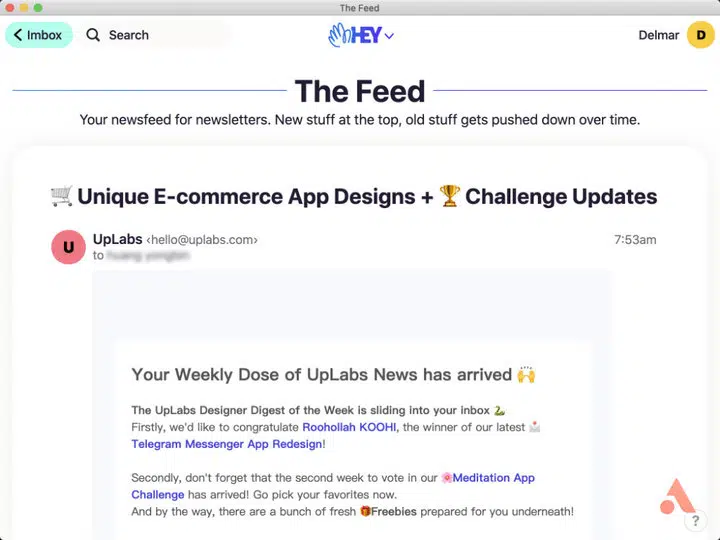 The Feed
Imbox
Search
HEY
Delmar
D
The Feed
Your newsfeed for newsletters. New stuff at the top, old stuff gets pushed down over time.
🛒 Unique E-commerce App Designs + 🏆 Challenge Updates
U
UpLabs <hello@uplabs.com>
7:53am
to
Your Weekly Dose of UpLabs News has arrived 🙌
The UpLabs Designer Digest of the Week is sliding into your inbox 🐍
Firstly, we'd like to congratulate Roohollah KOOHI, the winner of our latest 📩
Telegram Messenger App Redesign!
Secondly, don't forget that the second week to vote in our 🌸Meditation App
Challenge has arrived! Go pick your favorites now.
And by the way, there are a bunch of fresh 🎁Freebies prepared for you underneath!
?